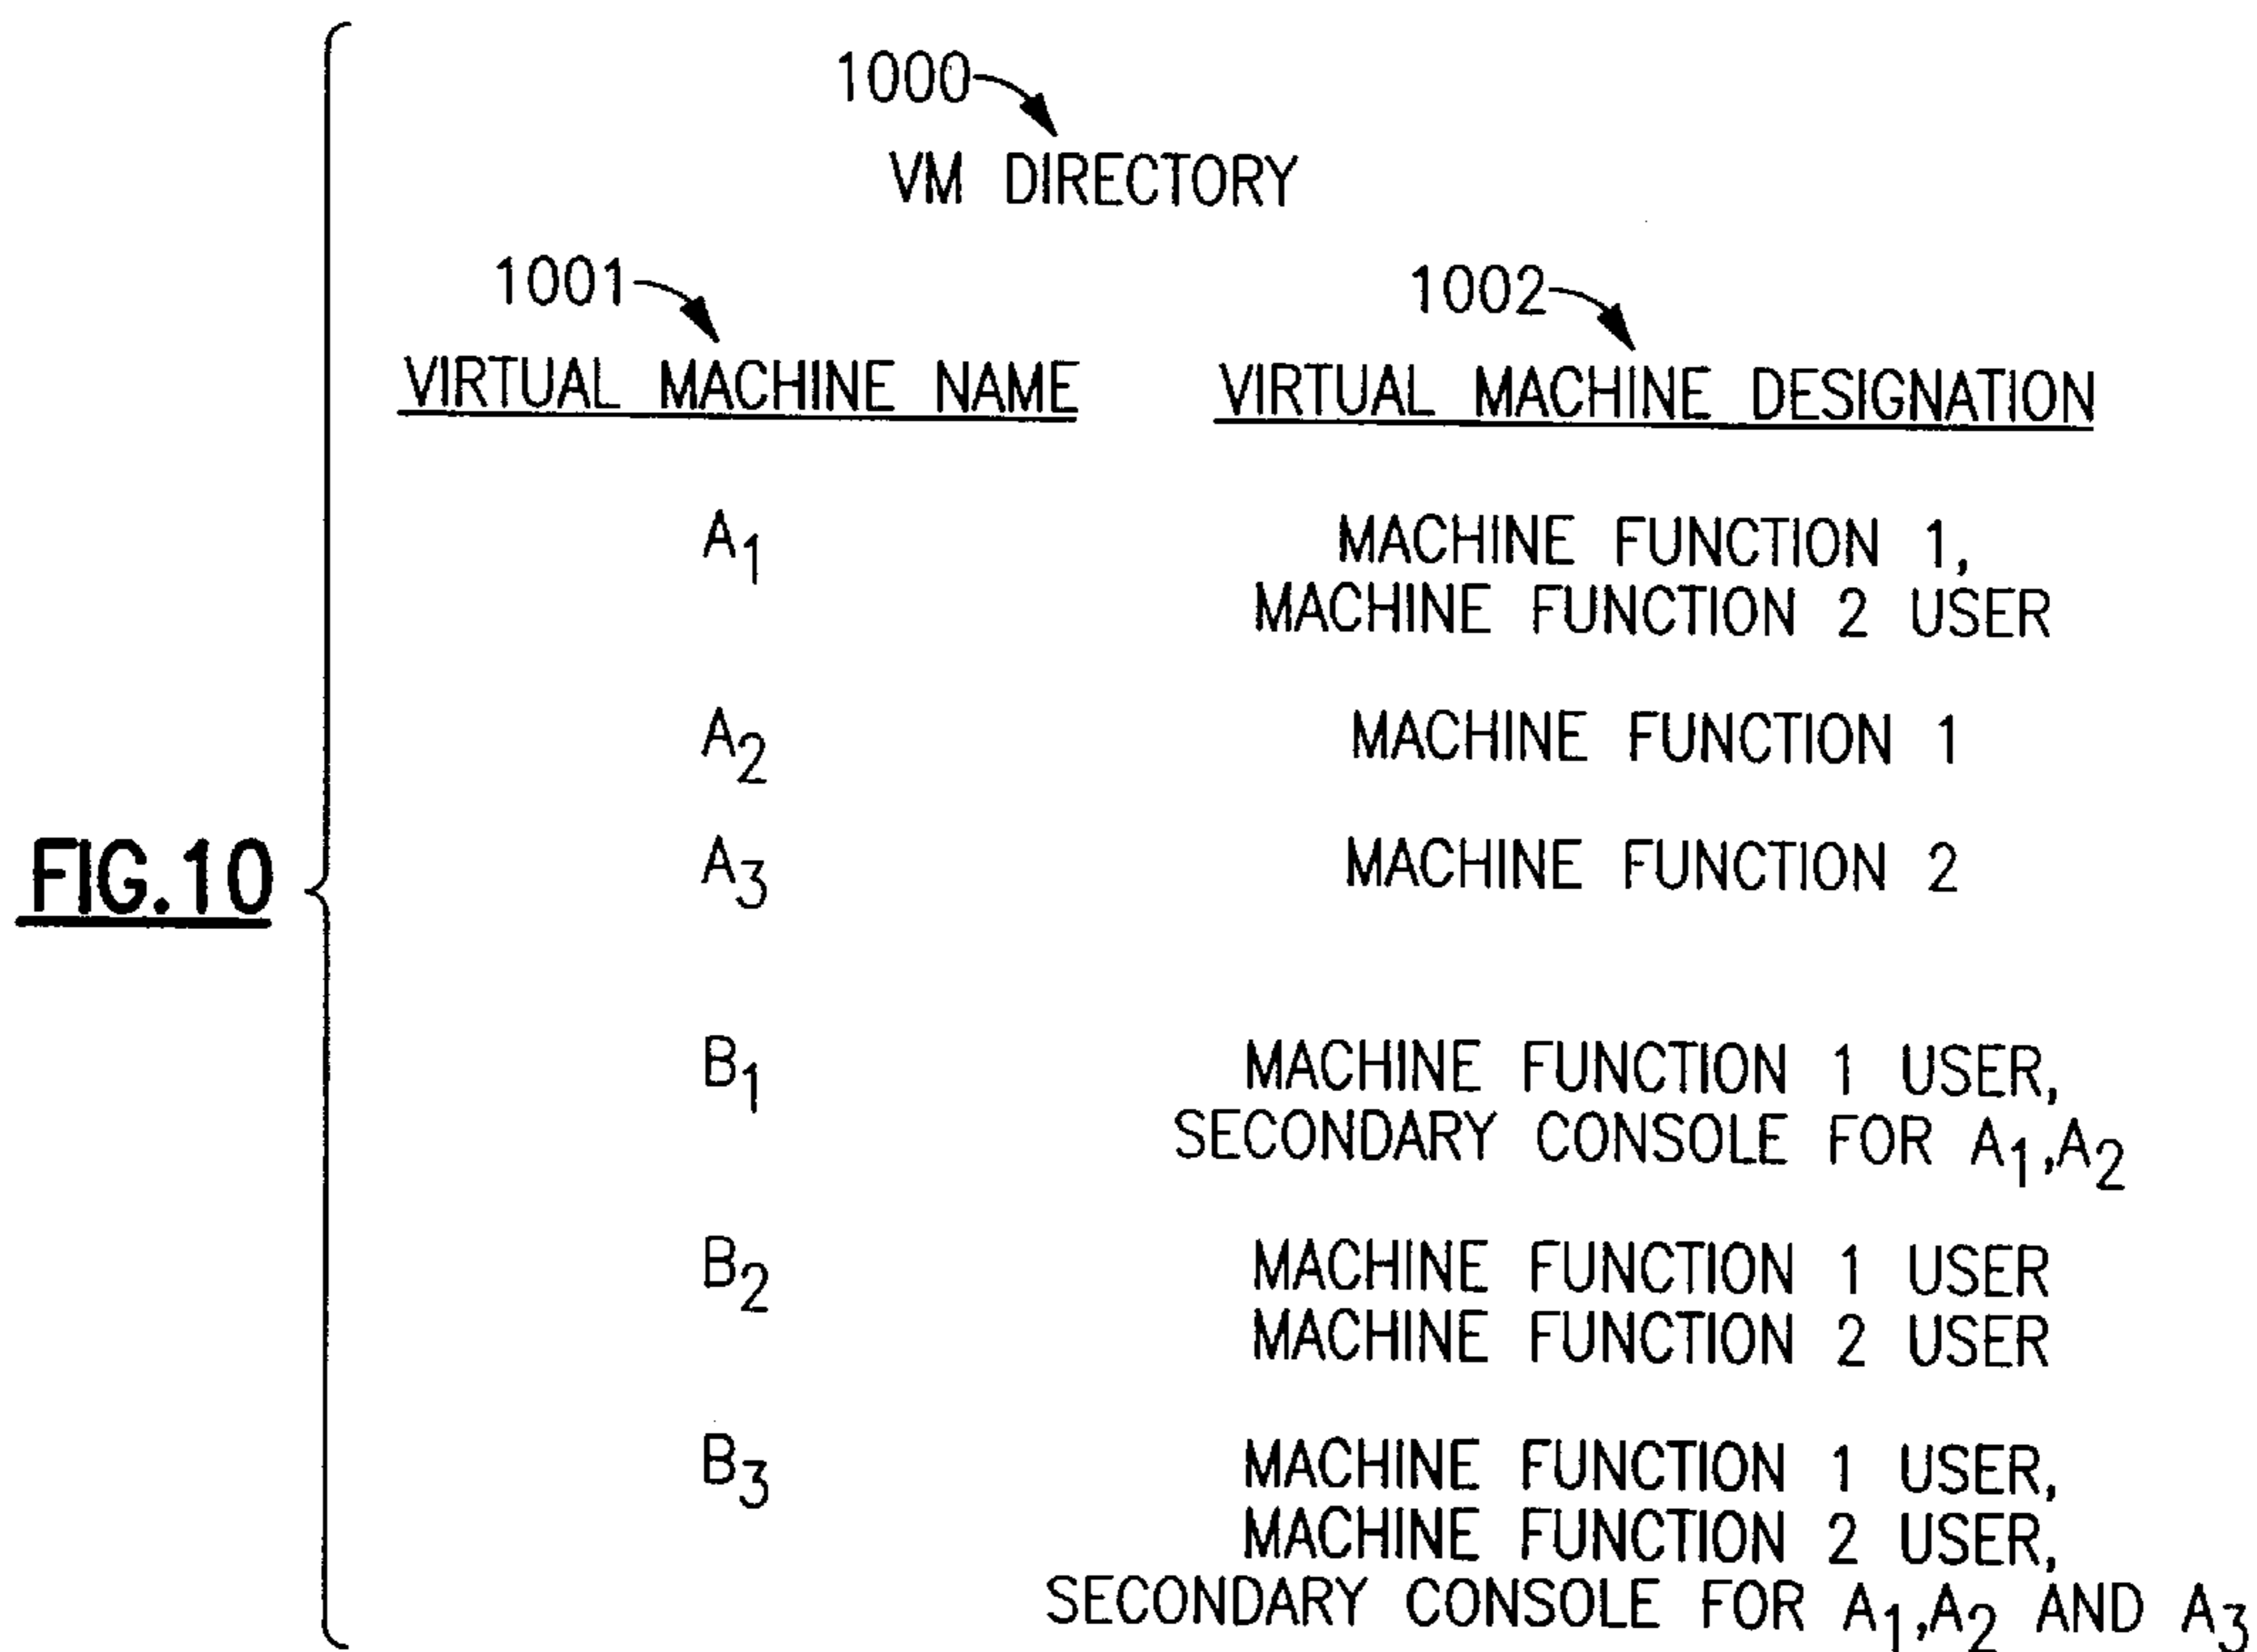 1000
VM DIRECTORY
1001
1002
VIRTUAL MACHINE NAME VIRTUAL MACHINE DESIGNATION
A1 MACHINE FUNCTION 1,
MACHINE FUNCTION 2 USER
A2 MACHINE FUNCTION 1
FIG.10
A3 MACHINE FUNCTION 2
B1 MACHINE FUNCTION 1 USER,
SECONDARY CONSOLE FOR A1,A2
B2 MACHINE FUNCTION 1 USER
MACHINE FUNCTION 2 USER
B3 MACHINE FUNCTION 1 USER,
MACHINE FUNCTION 2 USER,
SECONDARY CONSOLE FOR A1,A2 AND A3